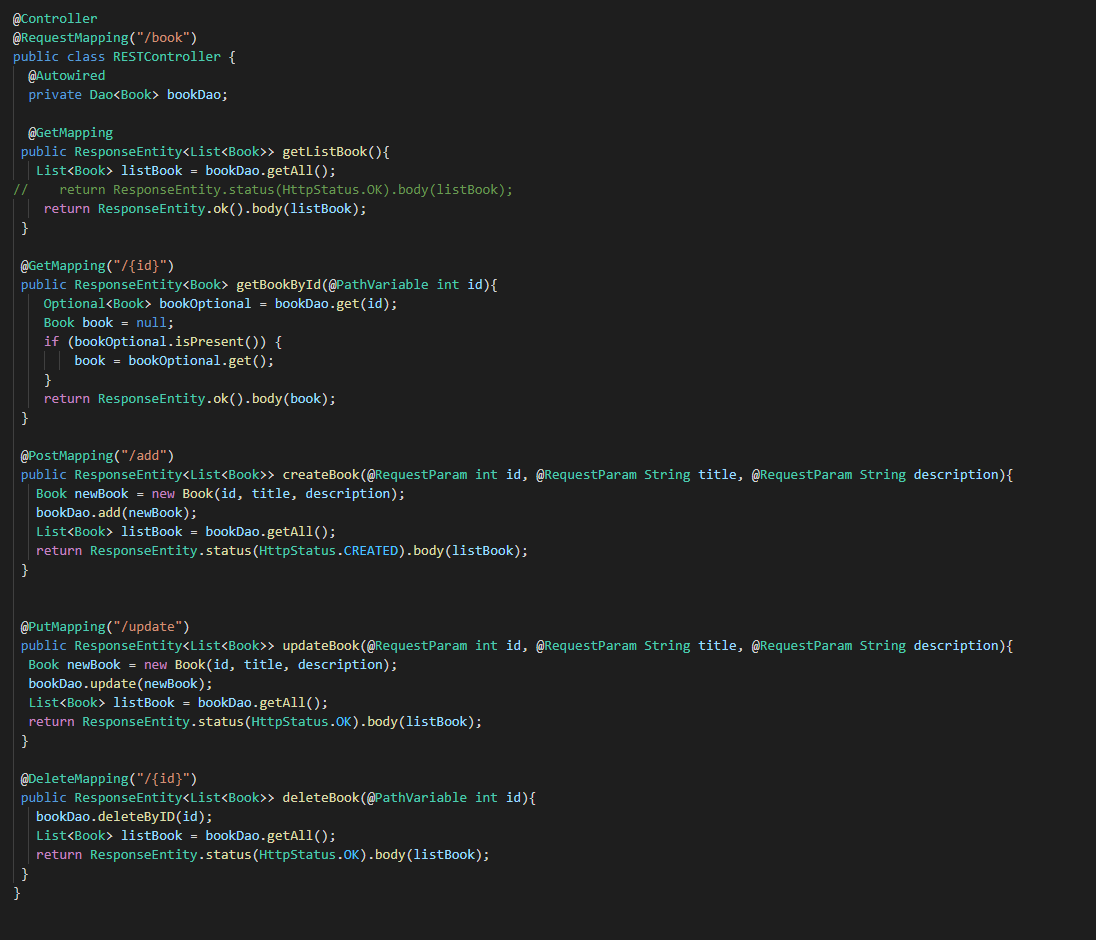 @Controller
@RequestMapping("/book")
public class RESTController {
  @Autowired
  private Dao<Book> bookDao;

  @GetMapping
 public ResponseEntity<List<Book>> getListBook(){
   List<Book> listBook = bookDao.getAll();
//    return ResponseEntity.status(HttpStatus.OK).body(listBook);
    return ResponseEntity.ok().body(listBook);
 }

 @GetMapping("/{id}")
 public ResponseEntity<Book> getBookById(@PathVariable int id){
    Optional<Book> bookOptional = bookDao.get(id);
    Book book = null;
    if (bookOptional.isPresent()) {
        book = bookOptional.get();
    }
    return ResponseEntity.ok().body(book);
 }

 @PostMapping("/add")
 public ResponseEntity<List<Book>> createBook(@RequestParam int id, @RequestParam String title, @RequestParam String description){
   Book newBook = new Book(id, title, description);
   bookDao.add(newBook);
   List<Book> listBook = bookDao.getAll();
   return ResponseEntity.status(HttpStatus.CREATED).body(listBook);
 }


 @PutMapping("/update")
 public ResponseEntity<List<Book>> updateBook(@RequestParam int id, @RequestParam String title, @RequestParam String description){
  Book newBook = new Book(id, title, description);
  bookDao.update(newBook);
  List<Book> listBook = bookDao.getAll();
  return ResponseEntity.status(HttpStatus.OK).body(listBook);
 }

 @DeleteMapping("/{id}")
 public ResponseEntity<List<Book>> deleteBook(@PathVariable int id){
   bookDao.deleteByID(id);
   List<Book> listBook = bookDao.getAll();
   return ResponseEntity.status(HttpStatus.OK).body(listBook);
 }
}